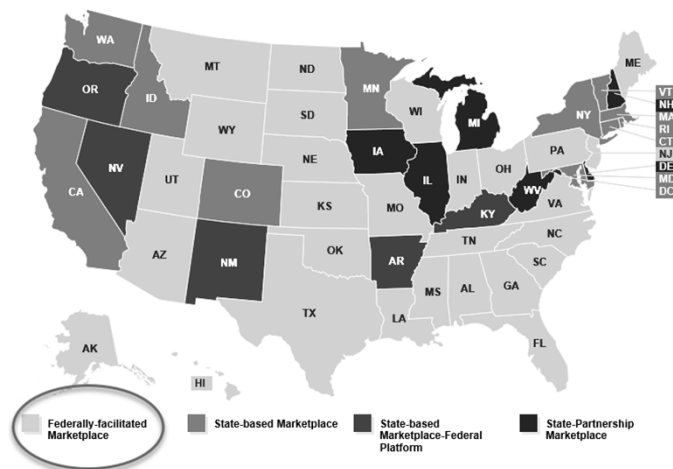 WA
MT
ND
MN
ME
OR
ID
SD
WI
MI
NY
VT
NH
MA
RI
CT
WY
IA
PA
NJ
NE
NV
IL
IN
OH
DE
MD
DC
UT
CA
CO
WV
VA
KS
MO
KY
NC
AZ
NM
OK
AR
TN
SC
TX
MS
AL
GA
LA
FL
AK
HI
Federally-facilitated
Marketplace
State-based Marketplace
State-based
Marketplace-Federal
Platform
State-Partnership
Marketplace